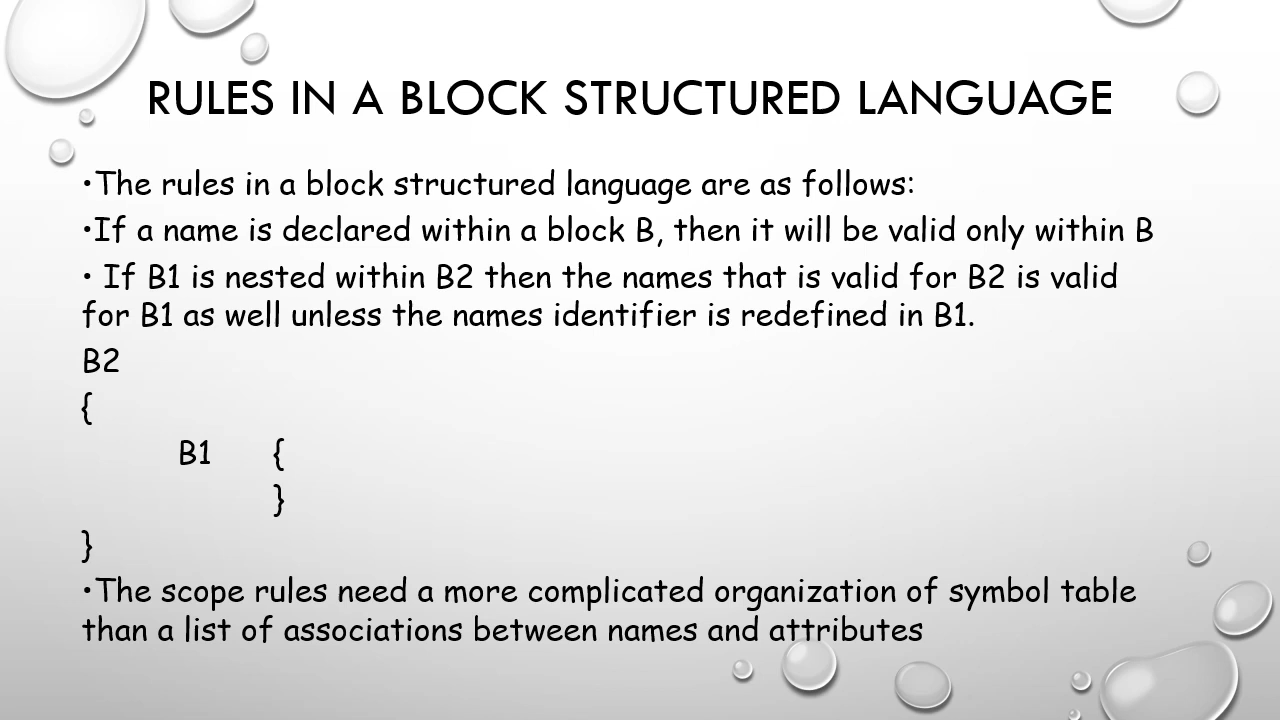 RULES IN A BLOCK STRUCTURED LANGUAGE
•The rules in a block structured language are as follows:
•If a name is declared within a block B, then it will be valid only within B
• If B1 is nested within B2 then the names that is valid for B2 is valid
for B1 as well unless the names identifier is redefined in B1.
B2
{
B1 {
}
}
•The scope rules need a more complicated organization of symbol table
than a list of associations between names and attributes